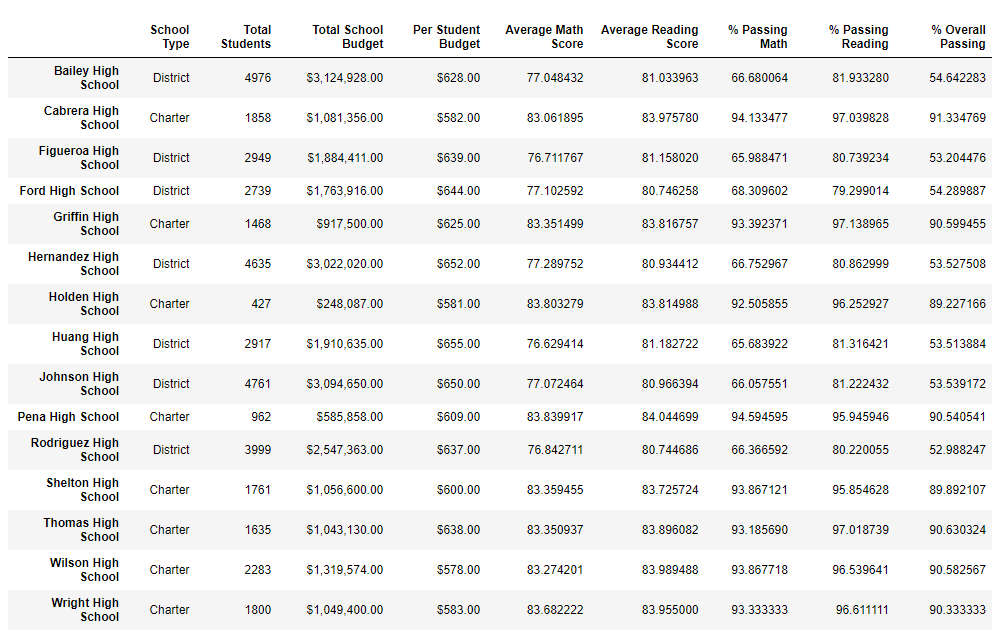 School Type Total Students Total School Budget Per Student Budget Average Math Score Average Reading Score % Passing Math % Passing Reading % Overall Passing
Bailey High School District 4976 $3,124,928.00 $628.00 77.048432 81.033963 66.680064 81.933280 54.642283
Cabrera High School Charter 1858 $1,081,356.00 $582.00 83.061895 83.975780 94.133477 97.039828 91.334769
Figueroa High School District 2949 $1,884,411.00 $639.00 76.711767 81.158020 65.988471 80.739234 53.204476
Ford High School District 2739 $1,763,916.00 $644.00 77.102592 80.746258 68.309602 79.299014 54.289887
Griffin High School Charter 1468 $917,500.00 $625.00 83.351499 83.816757 93.392371 97.138965 90.599455
Hernandez High School District 4635 $3,022,020.00 $652.00 77.289752 80.934412 66.752967 80.862999 53.527508
Holden High School Charter 427 $248,087.00 $581.00 83.803279 83.814988 92.505855 96.252927 89.227166
Huang High School District 2917 $1,910,635.00 $655.00 76.629414 81.182722 65.683922 81.316421 53.513884
Johnson High School District 4761 $3,094,650.00 $650.00 77.072464 80.966394 66.057551 81.222432 53.539172
Pena High School Charter 962 $585,858.00 $609.00 83.839917 84.044699 94.594595 95.945946 90.540541
Rodriguez High School District 3999 $2,547,363.00 $637.00 76.842711 80.744686 66.366592 80.220055 52.988247
Shelton High School Charter 1761 $1,056,600.00 $600.00 83.359455 83.725724 93.867121 95.854628 89.892107
Thomas High School Charter 1635 $1,043,130.00 $638.00 83.350937 83.896082 93.185690 97.018739 90.630324
Wilson High School Charter 2283 $1,319,574.00 $578.00 83.274201 83.989488 93.867718 96.539641 90.582567
Wright High School Charter 1800 $1,049,400.00 $583.00 83.682222 83.955000 93.333333 96.611111 90.333333